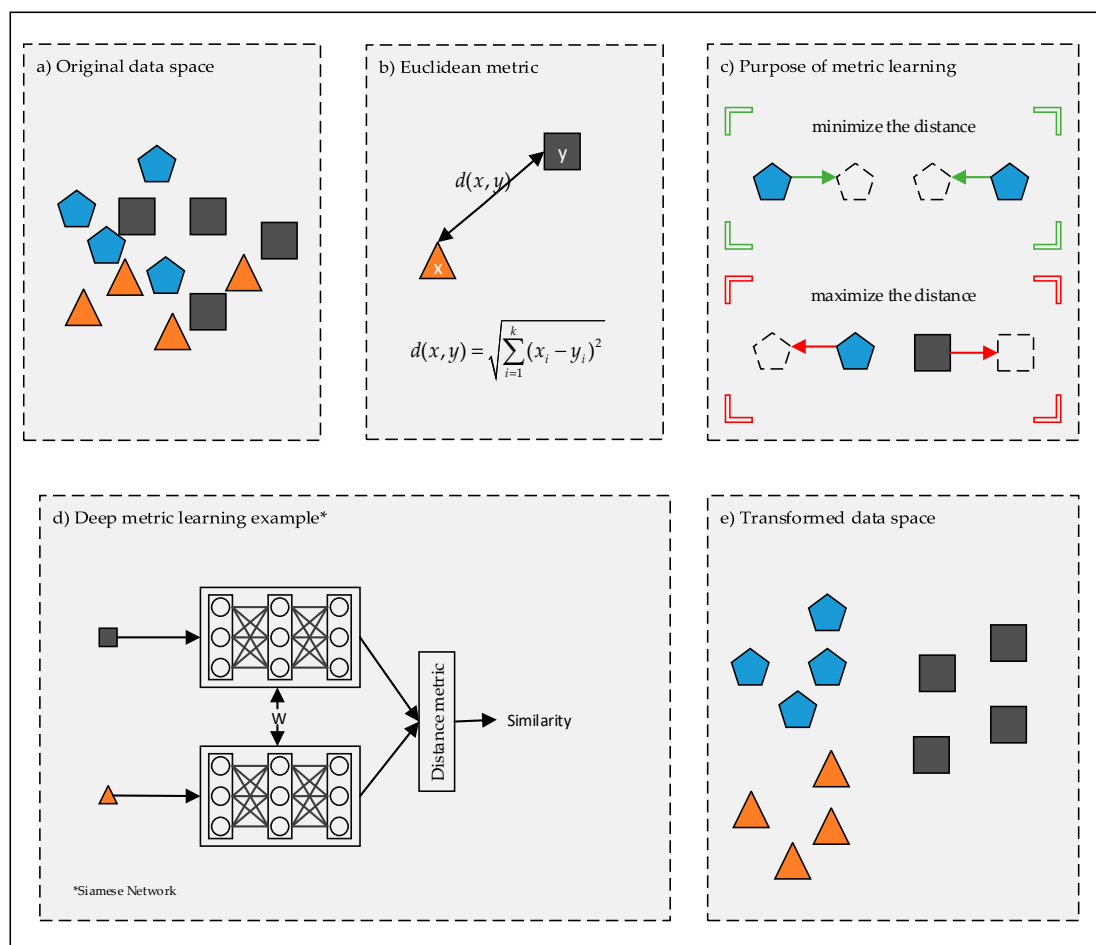 a) Original data space
b) Euclidean metric
y
d(x, y)
x
d(x, y) = √∑_{i=1}^{k} (x_i − y_i)^2
c) Purpose of metric learning
minimize the distance
maximize the distance
d) Deep metric learning example*
W
Distance metric
Similarity
*Siamese Network
e) Transformed data space